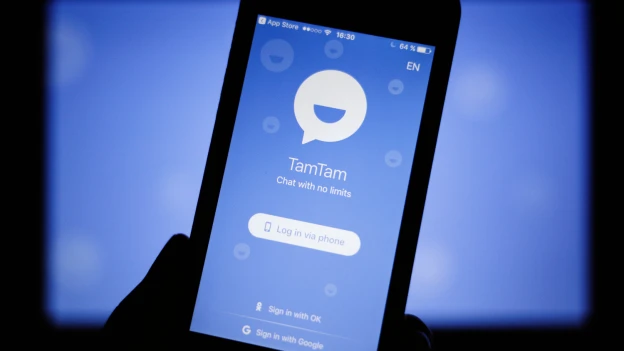 App Store 16:30 64 %
EN
TamTam
Chat with no limits
Log in via phone
Sign in with OK
Sign in with Google